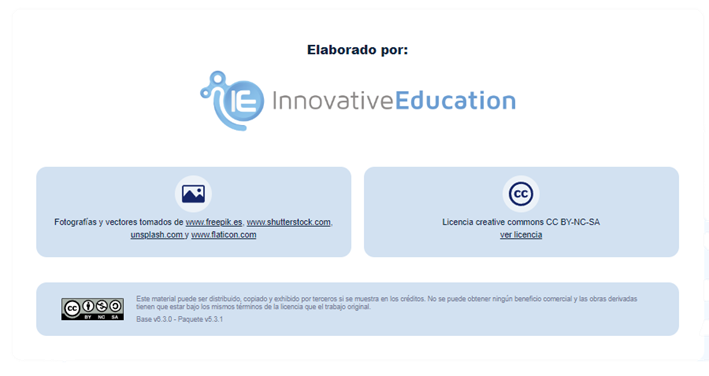 Elaborado por:
IE InnovativeEducation
Fotografías y vectores tomados de www.freepik.es, www.shutterstock.com,
unsplash.com y www.flaticon.com
CC
Licencia creative commons CC BY-NC-SA
ver licencia
CC BY NC SA
Este material puede ser distribuido, copiado y exhibido por terceros si se muestra en los créditos. No se puede obtener ningún beneficio comercial y las obras derivadas
tienen que estar bajo los mismos términos de la licencia que el trabajo original.
Base v5.3.0 - Paquete v5.3.1